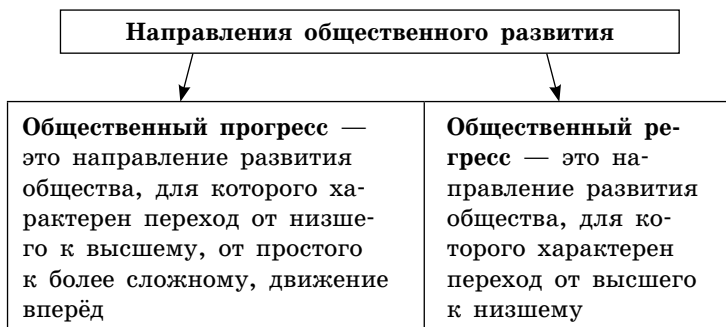 Направления общественного развития
Общественный прогресс —
это направление развития
общества, для которого ха-
рактерен переход от низше-
го к высшему, от простого
к более сложному, движение
вперёд
Общественный ре-
гресс — это на-
правление развития
общества, для ко-
торого характерен
переход от высшего
к низшему